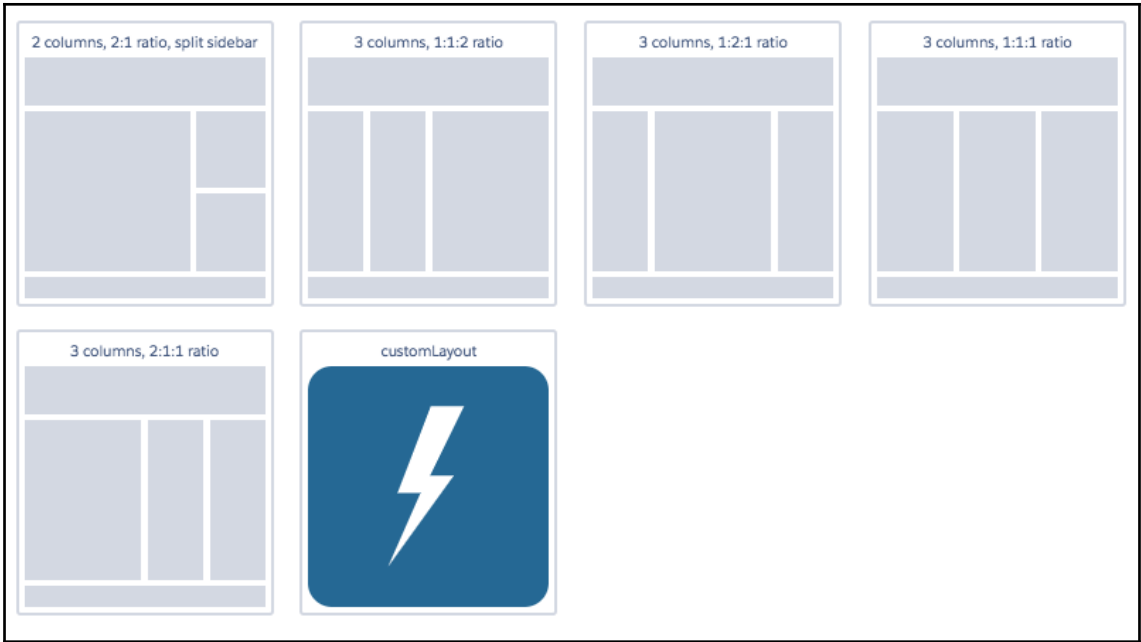 2 columns, 2:1 ratio, split sidebar
3 columns, 1:1:2 ratio
3 columns, 1:2:1 ratio
3 columns, 1:1:1 ratio
3 columns, 2:1:1 ratio
customLayout